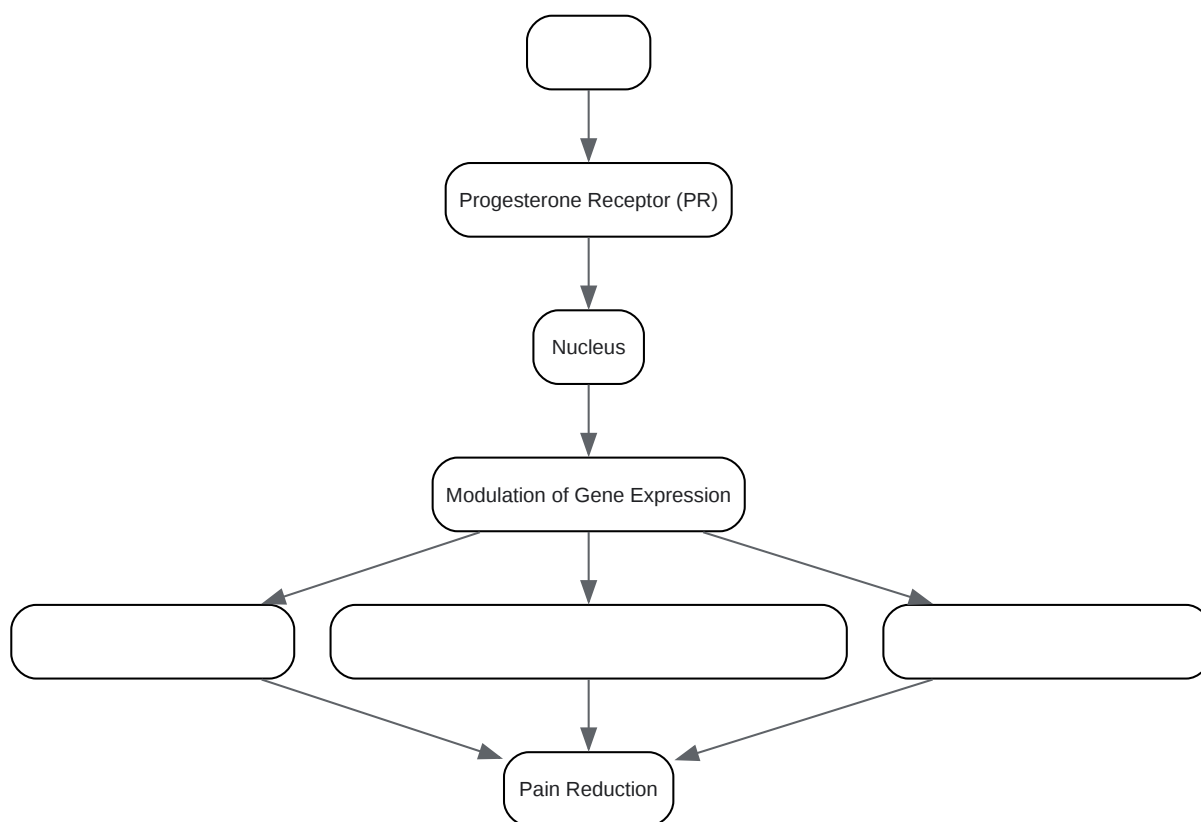 Progesterone Receptor (PR)
Nucleus
Modulation of Gene Expression
Pain Reduction